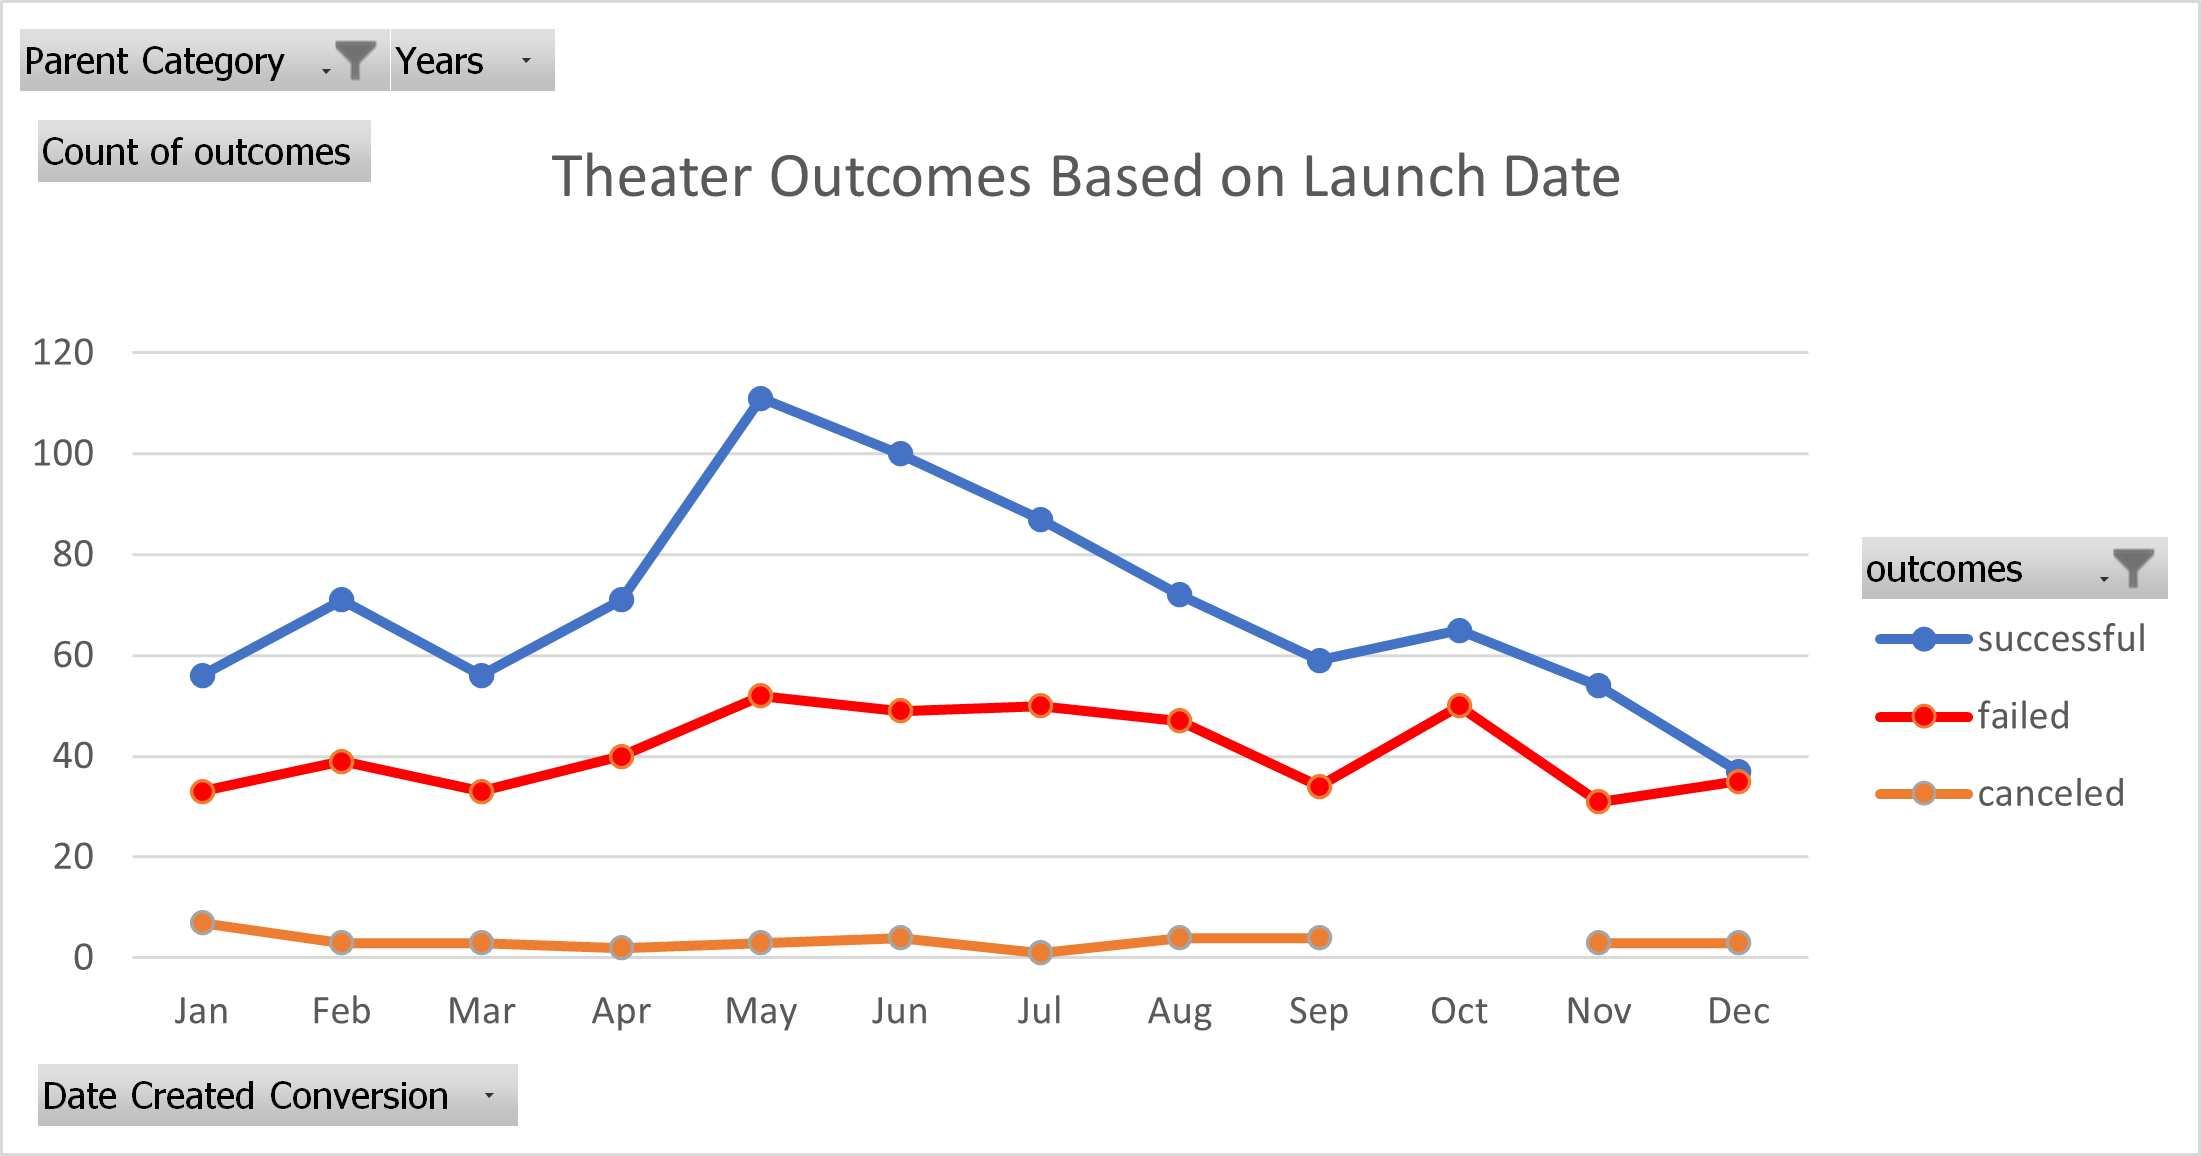 Parent Category Years
Count of outcomes
Theater Outcomes Based on Launch Date
120
100
80
60
40
20
0
Jan Feb Mar Apr May Jun Jul Aug Sep Oct Nov Dec
outcomes
successful
failed
canceled
Date Created Conversion